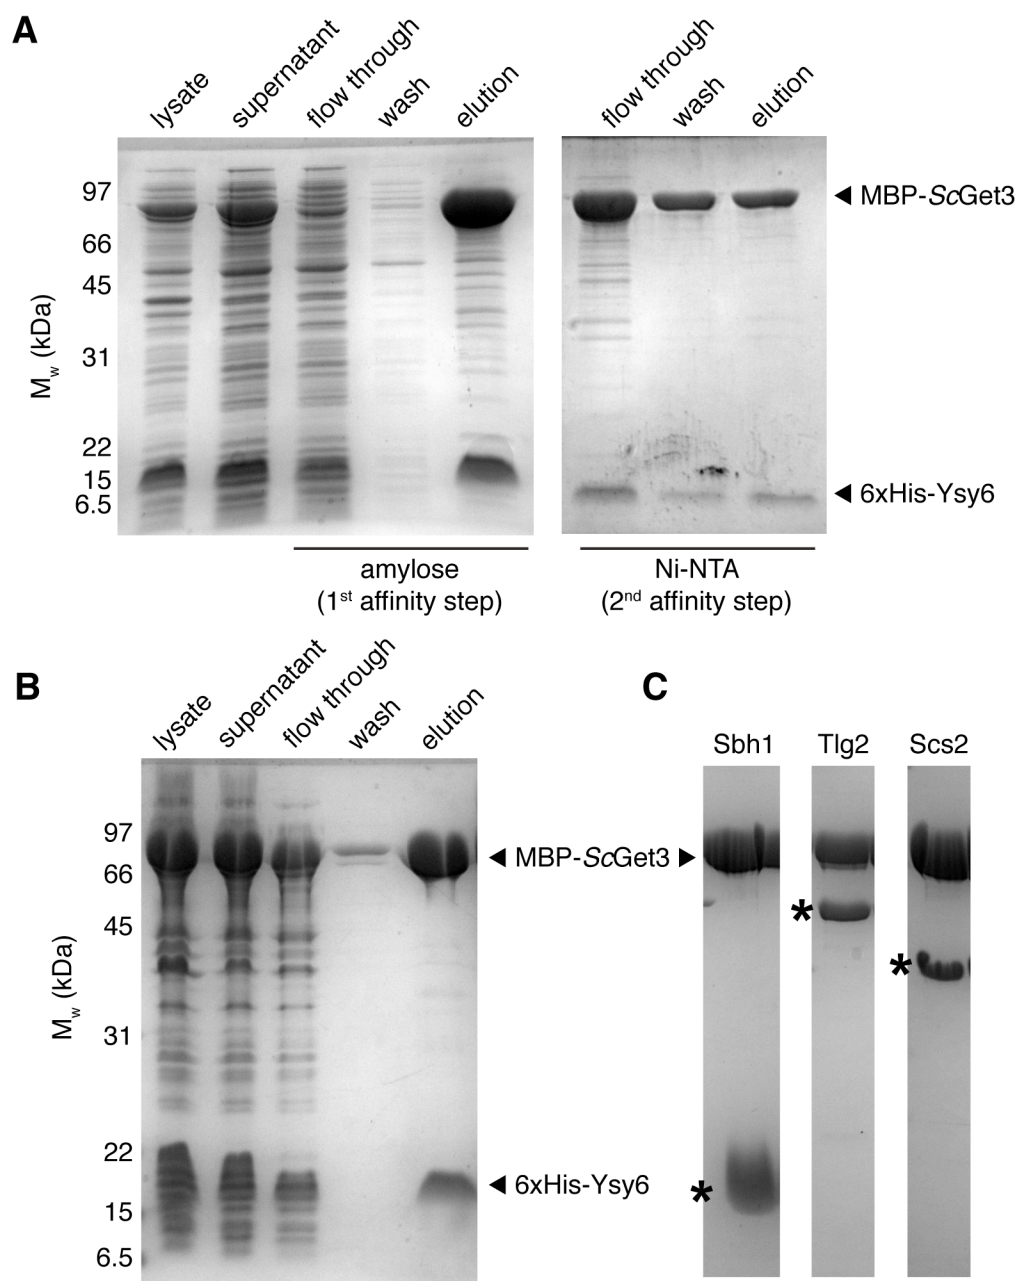 A
lysate
supernatant
flow through
wash
elution
flow through
wash
elution
97
66
45
31
22
15
6.5
Mw (kDa)
MBP-ScGet3
6xHis-Ysy6
amylose
(1st affinity step)
Ni-NTA
(2nd affinity step)
B
lysate
supernatant
flow through
wash
elution
97
66
45
31
22
15
6.5
Mw (kDa)
MBP-ScGet3
6xHis-Ysy6
C
Sbh1
Tlg2
Scs2
*
*
*